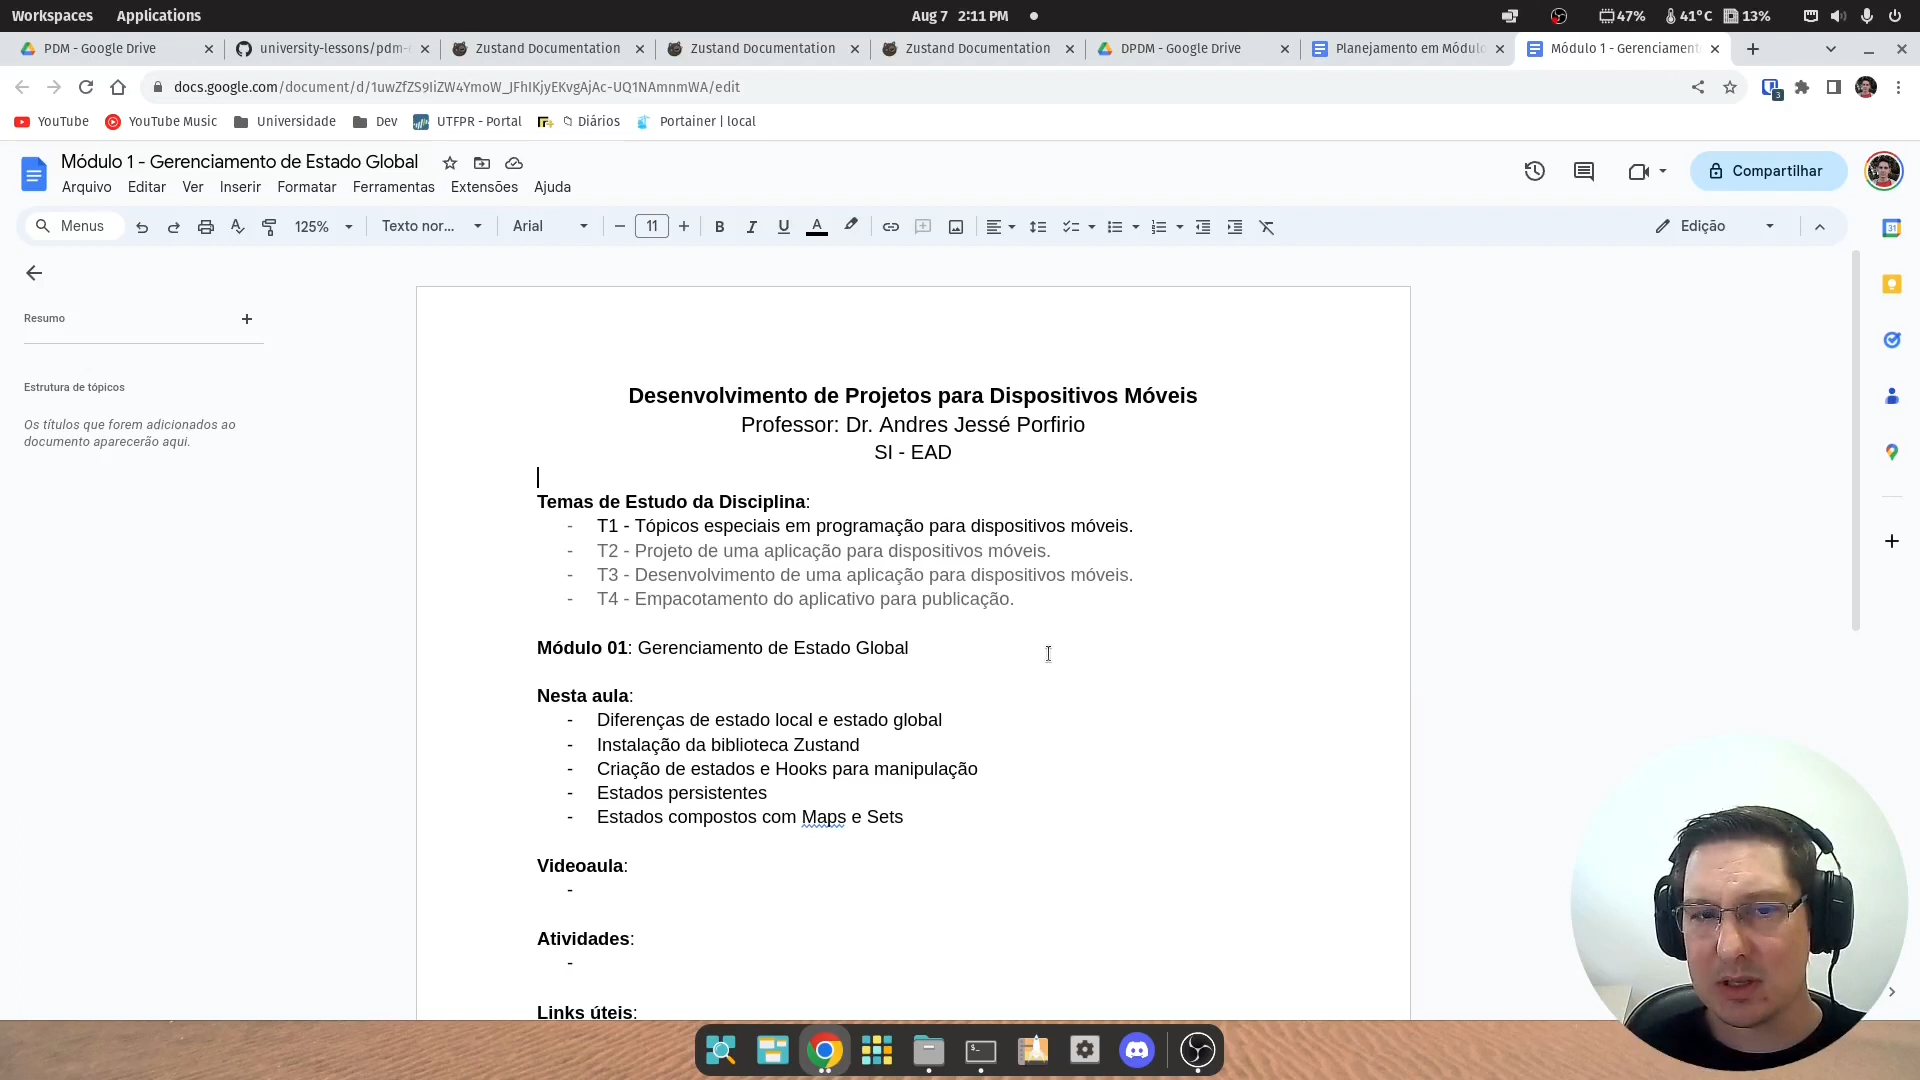 Workspaces Applications Aug 7 2:11 PM 47% 41°C 13%
PDM - Google Drive university-lessons/pdm- Zustand Documentation Zustand Documentation Zustand Documentation DPDM - Google Drive Planejamento em Módulo Módulo 1 - Gerenciament
docs.google.com/document/d/1uwZfZS9IiZW4YmoW_JFhIKjyEKvgAjAc-UQ1NAmnmWA/edit 3
YouTube YouTube Music Universidade Dev UTFPR - Portal Diários Portainer | local
Módulo 1 - Gerenciamento de Estado Global
Arquivo Editar Ver Inserir Formatar Ferramentas Extensões Ajuda
Compartilhar
Menus 125% Texto nor... Arial 11 B I U A Edição
31
Resumo
Estrutura de tópicos
Os títulos que forem adicionados ao
documento aparecerão aqui.
Desenvolvimento de Projetos para Dispositivos Móveis
Professor: Dr. Andres Jessé Porfirio
SI - EAD
Temas de Estudo da Disciplina:
- T1 - Tópicos especiais em programação para dispositivos móveis.
- T2 - Projeto de uma aplicação para dispositivos móveis.
- T3 - Desenvolvimento de uma aplicação para dispositivos móveis.
- T4 - Empacotamento do aplicativo para publicação.
Módulo 01: Gerenciamento de Estado Global
Nesta aula:
- Diferenças de estado local e estado global
- Instalação da biblioteca Zustand
- Criação de estados e Hooks para manipulação
- Estados persistentes
- Estados compostos com Maps e Sets
Videoaula:
-
Atividades:
-
Links úteis: